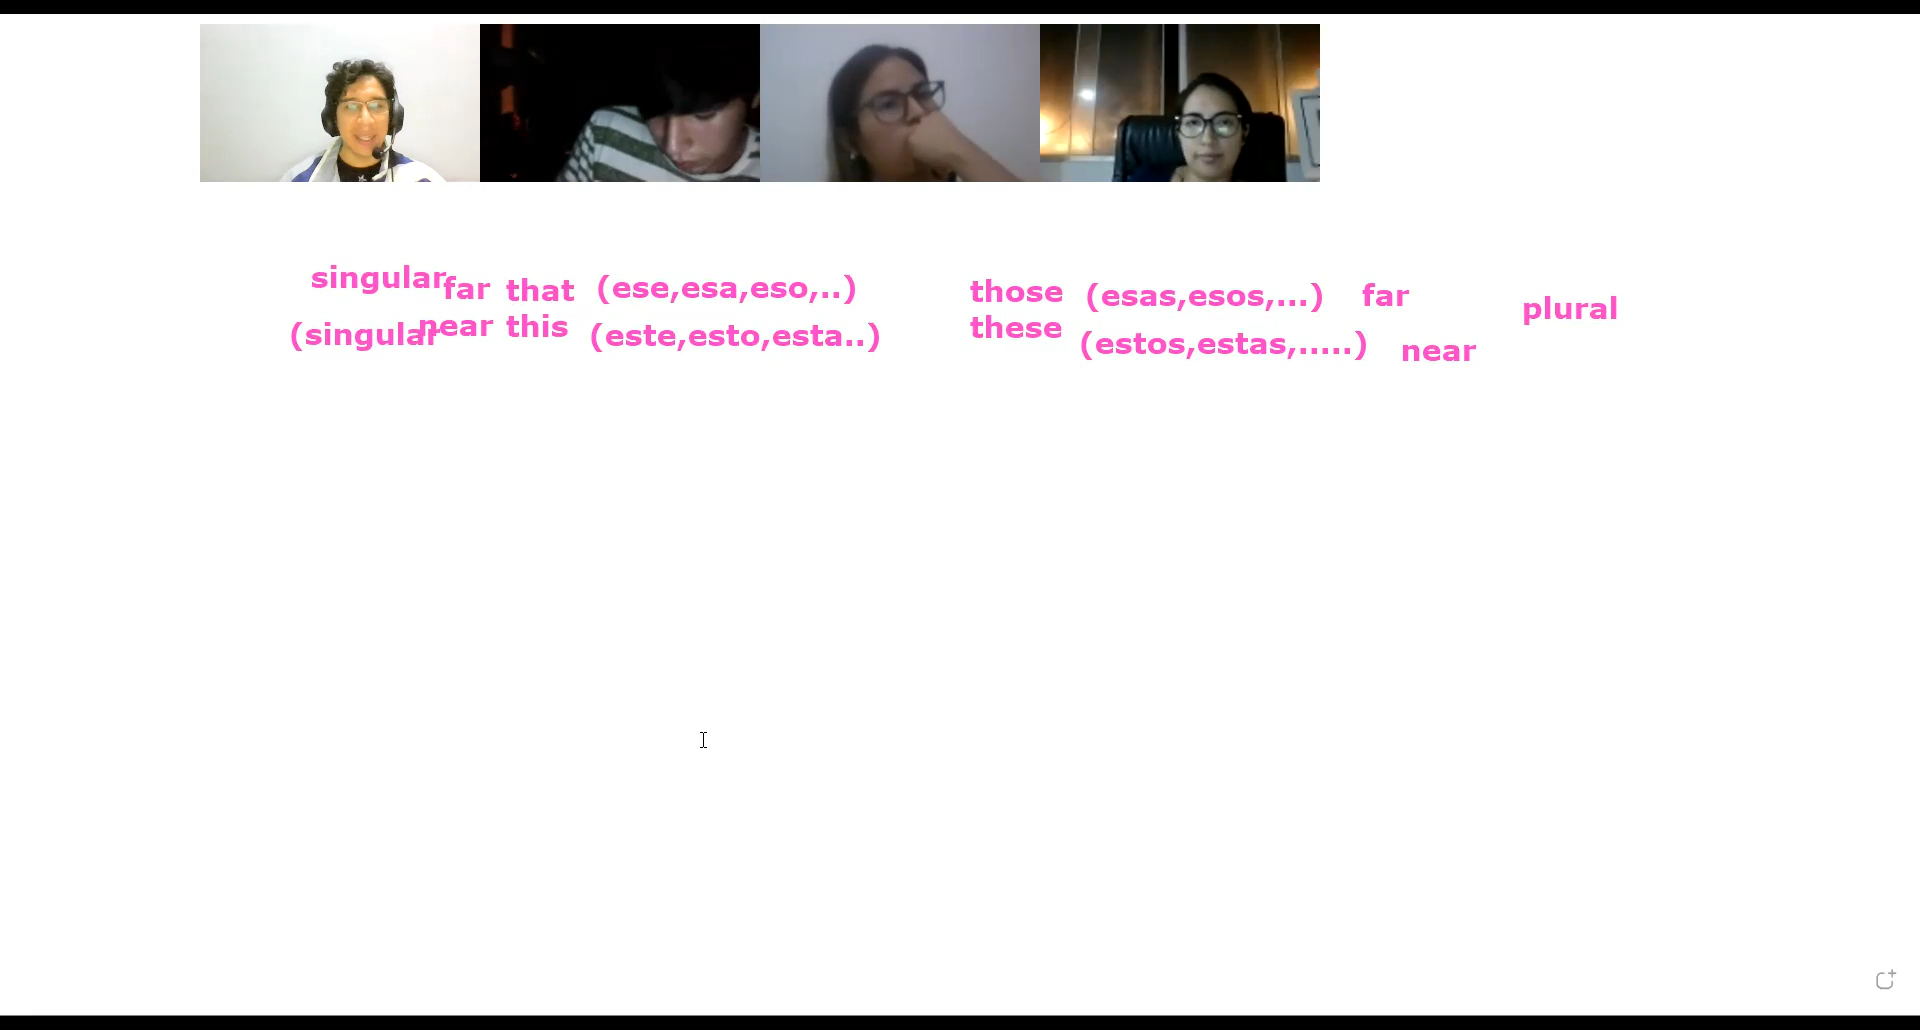 singular far that (ese,esa,eso,..) those (esas,esos,...) far plural
(singular near this (este,esto,esta..) these (estos,estas,.....) near